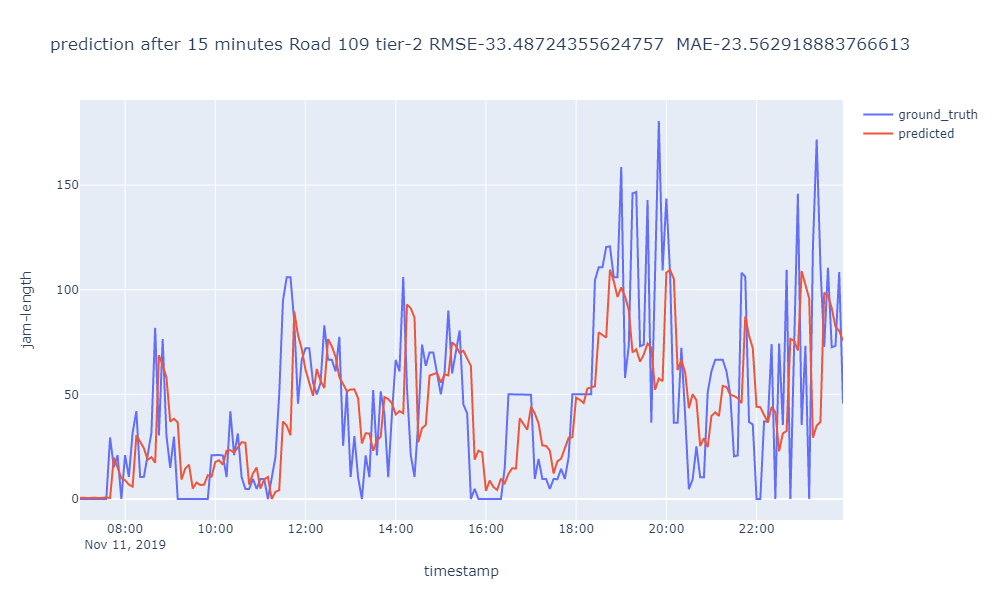 prediction after 15 minutes Road 109 tier-2 RMSE-33.48724355624757  MAE-23.562918883766613
ground_truth
predicted
jam-length
150
100
50
0
08:00 10:00 12:00 14:00 16:00 18:00 20:00 22:00
Nov 11, 2019
timestamp